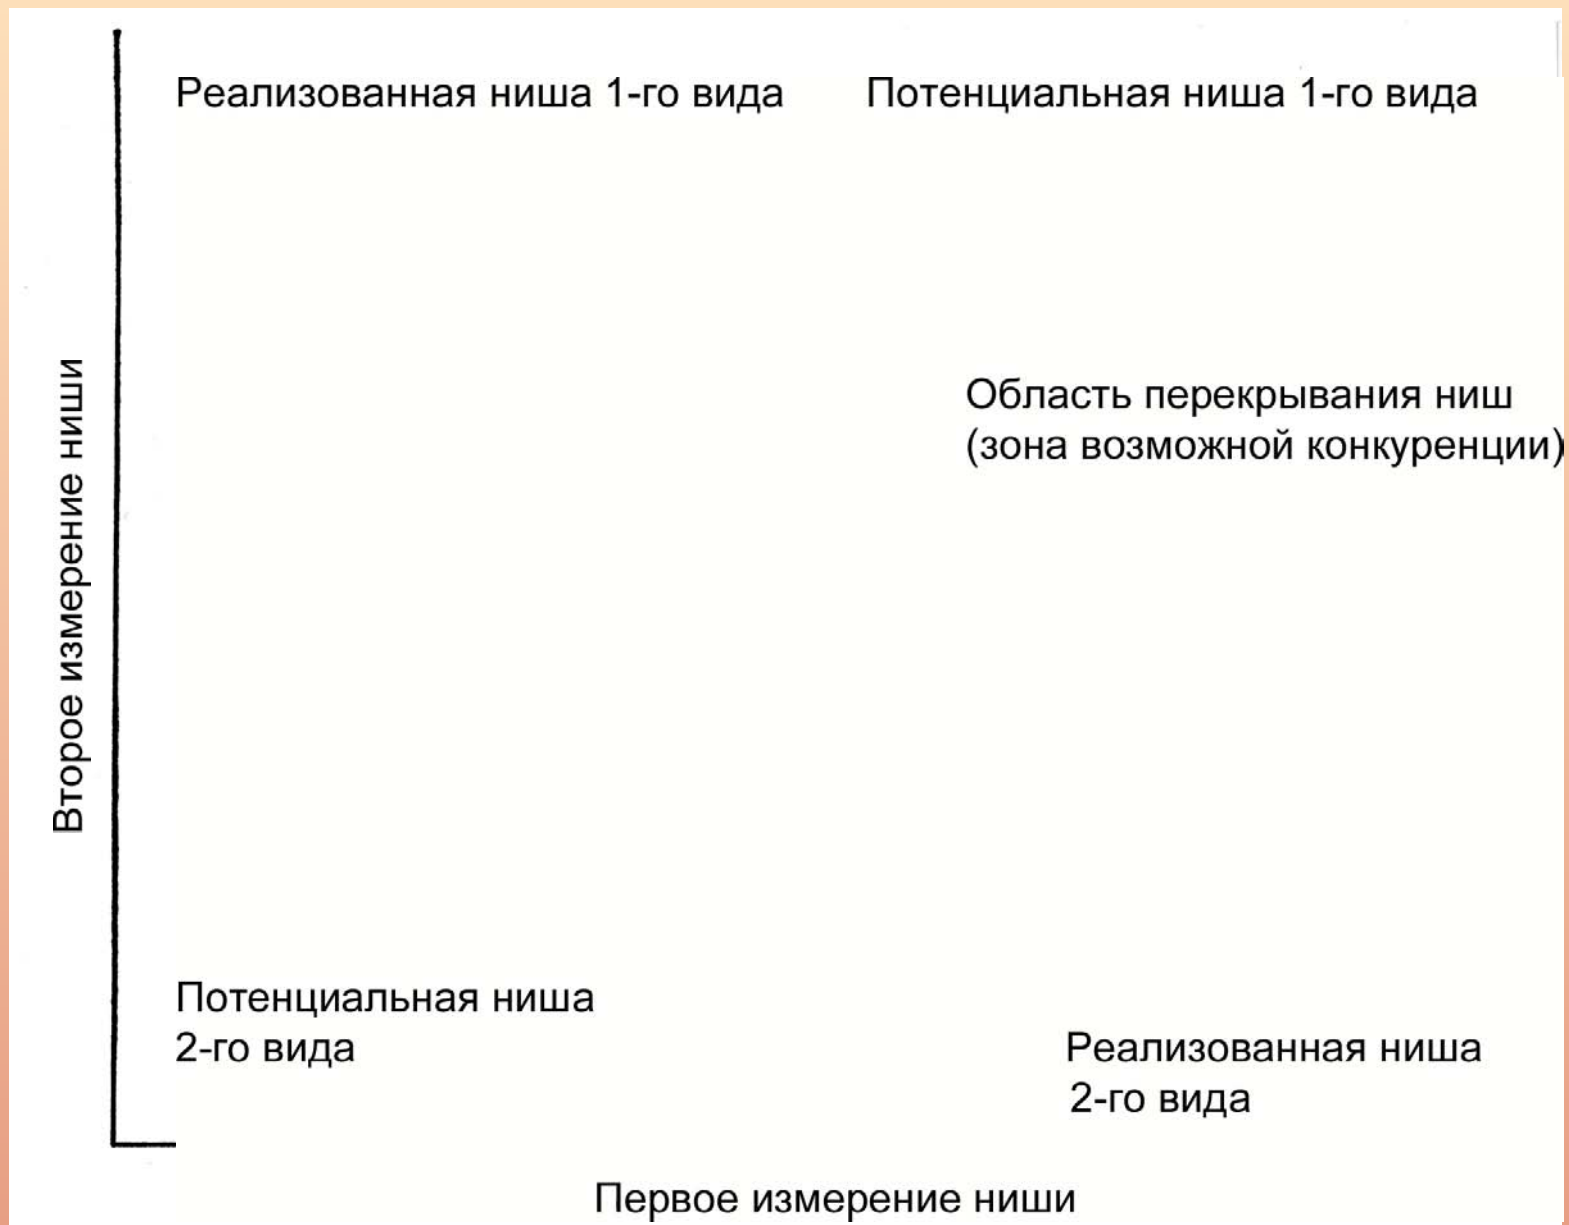 Реализованная ниша 1-го вида
Потенциальная ниша 1-го вида
Область перекрывания ниш
(зона возможной конкуренции)
Второе измерение ниши
Потенциальная ниша
2-го вида
Реализованная ниша
2-го вида
Первое измерение ниши